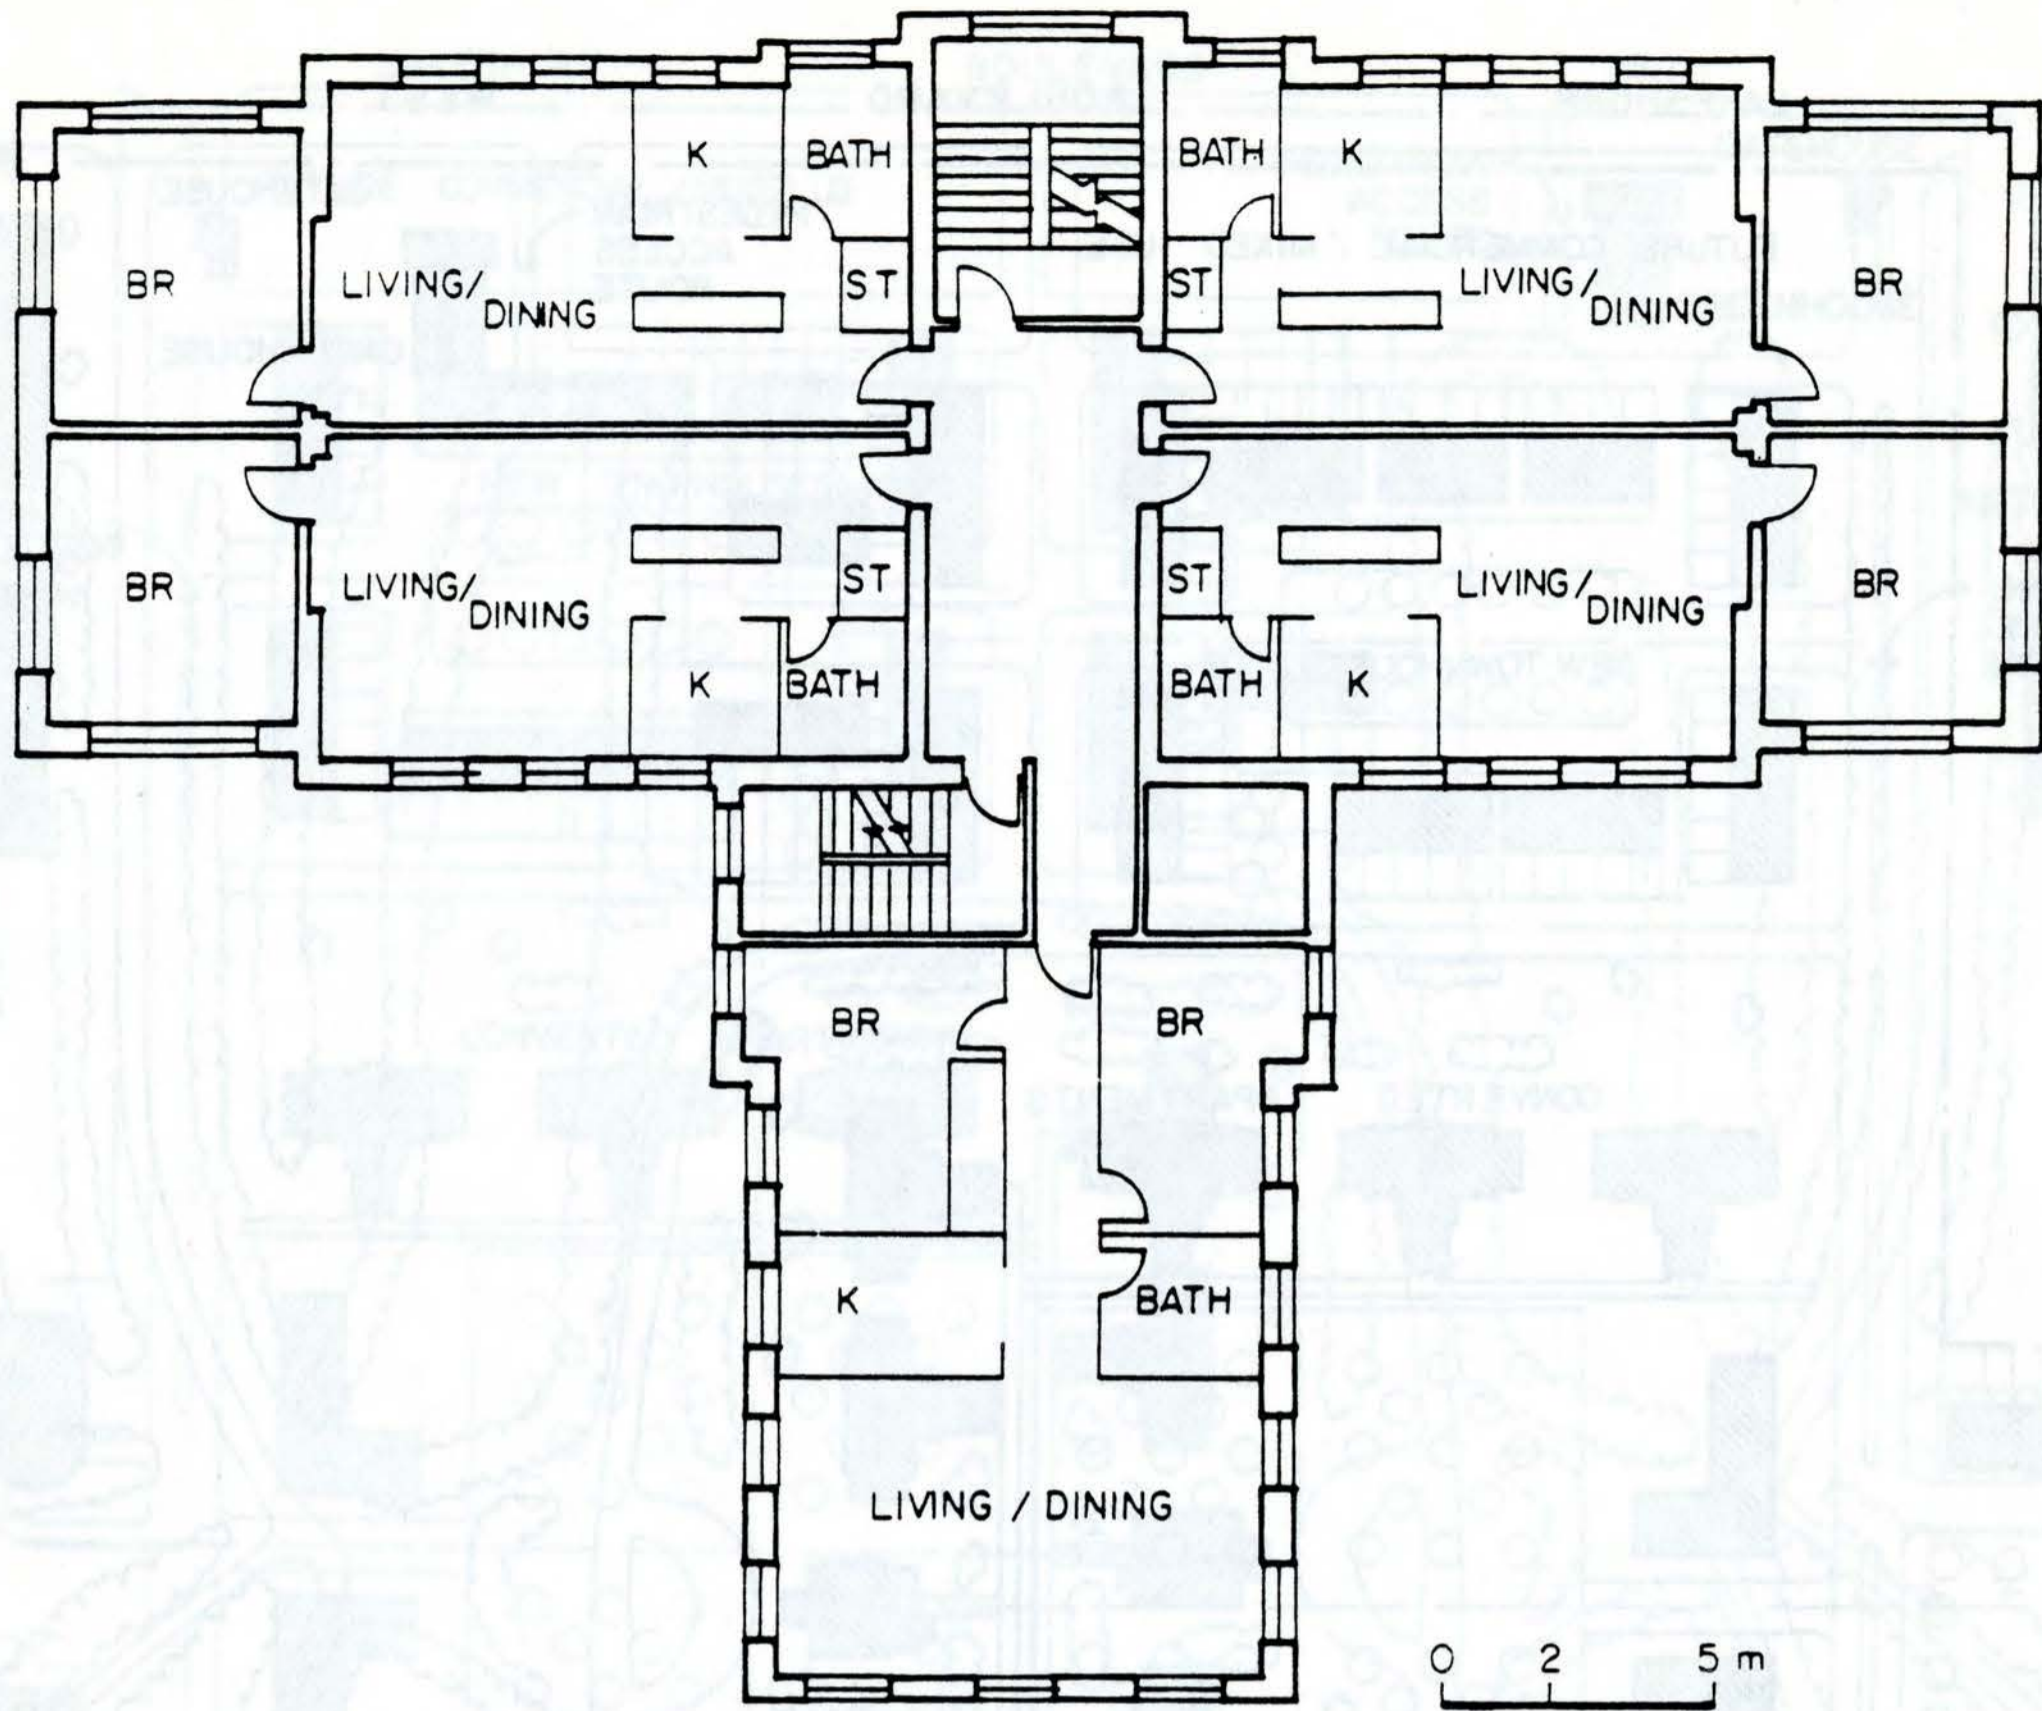 K BATH BATH K
BR LIVING/ ST ST LIVING/ BR
DINING DINING
BR LIVING/ ST ST LIVING/ BR
DINING DINING
K BATH BATH K
BR BR
K BATH
LIVING / DINING
0 2 5 m